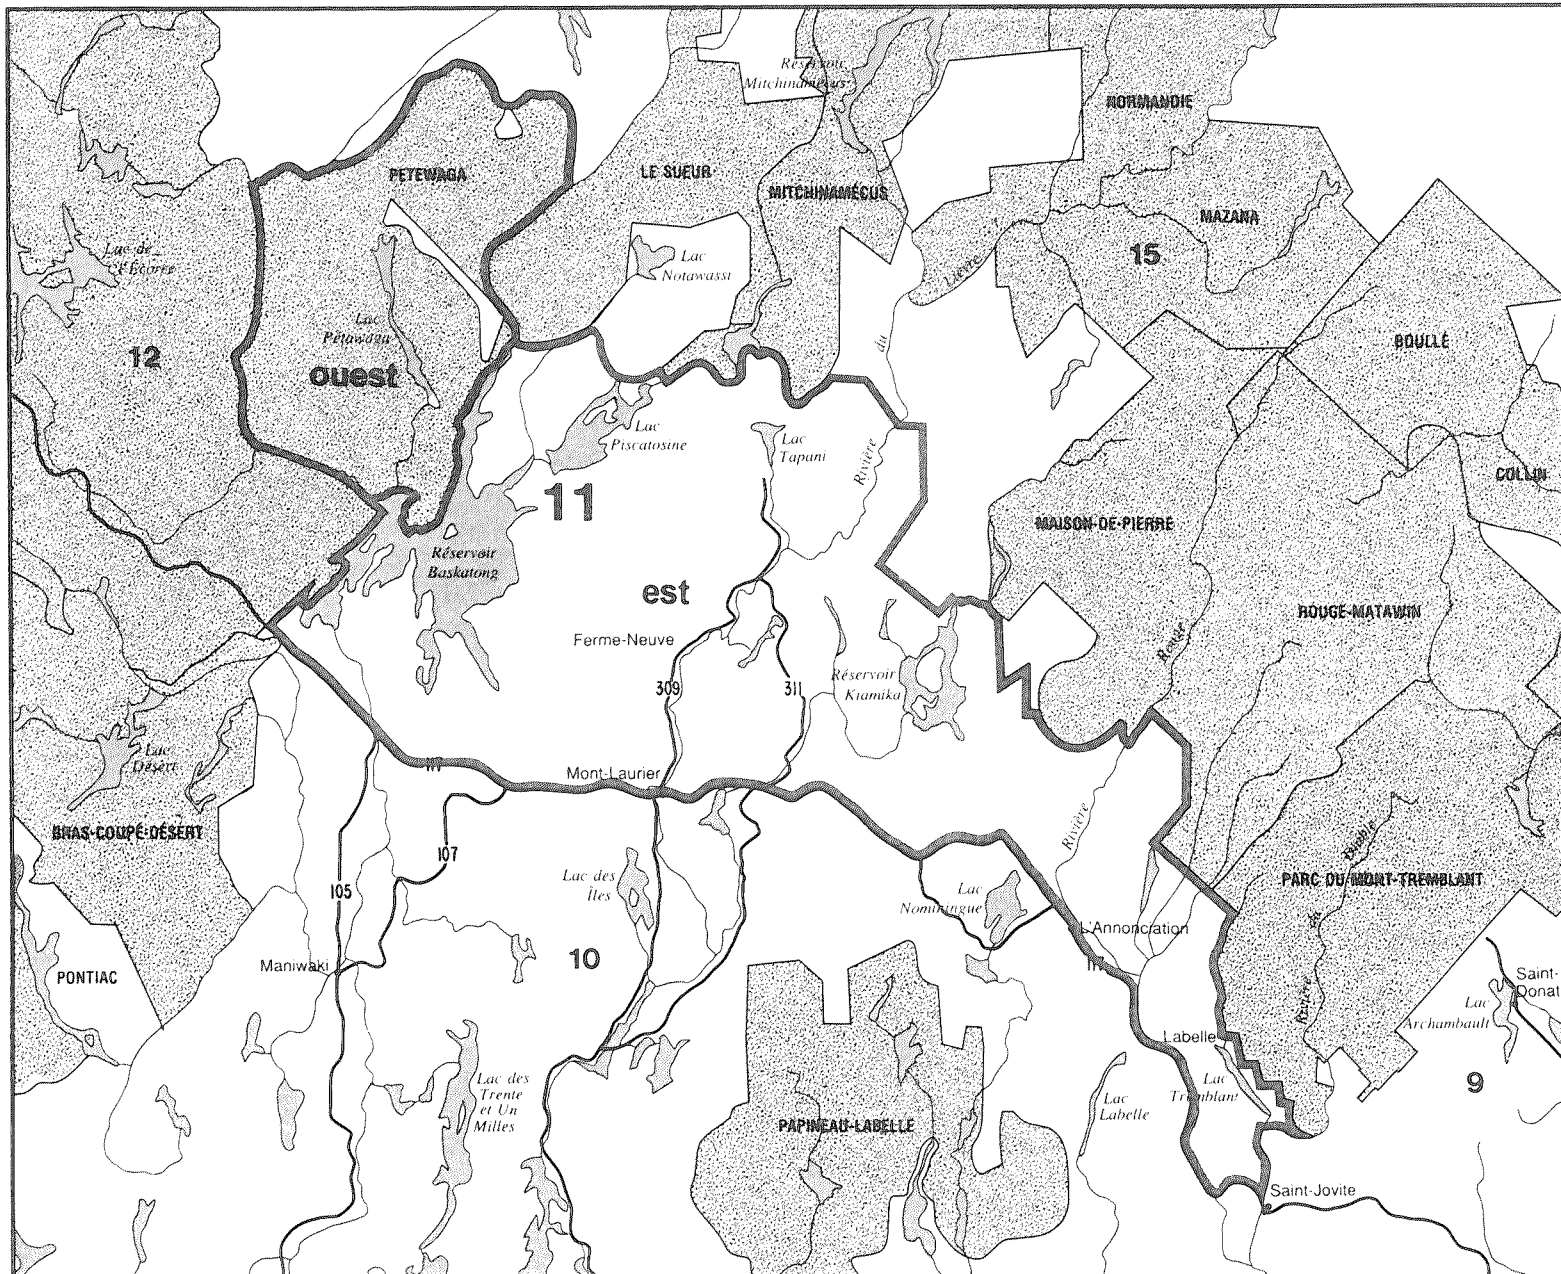 Réservoir
Mitchinamécus
NORMANDIE
PETEWAGA
LE SUEUR
MITCHINAMÉCUS
MAZANA
15
Lac de
L'Écorce
Lac
Notawassi
Lièvre
du
Rivière
12
Lac
Pétawaga
ouest
BOULLÉ
Lac
Piscatosine
Lac
Tapani
COLLIN
11
MAISON-DE-PIERRE
Réservoir
Baskatong
est
ROUGE-MATAWIN
Ferme-Neuve
Rouge
Rivière
309
311
Réservoir
Kiamika
Lac
Désert
117
Mont-Laurier
BRAS-COUPÉ-DÉSERT
107
105
Lac des
Îles
Lac
Nominingue
Diable
du
Rivière
PARC DU MONT-TREMBLANT
L'Annonciation
117
10
Maniwaki
PONTIAC
Saint-
Donat
Lac
Archambault
Labelle
Lac
Tremblant
9
Lac des
Trente
et Un
Milles
Lac
Labelle
PAPINEAU-LABELLE
Saint-Jovite